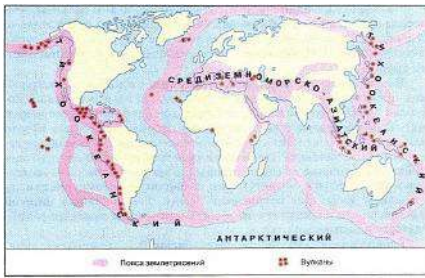 ТИХООКЕАНСКИЙ
СРЕДИЗЕМНОМОРСКО-АЗИАТСКИЙ
ТИХООКЕАНСКИЙ
АНТАРКТИЧЕСКИЙ
Пояса землетрясений
Вулканы